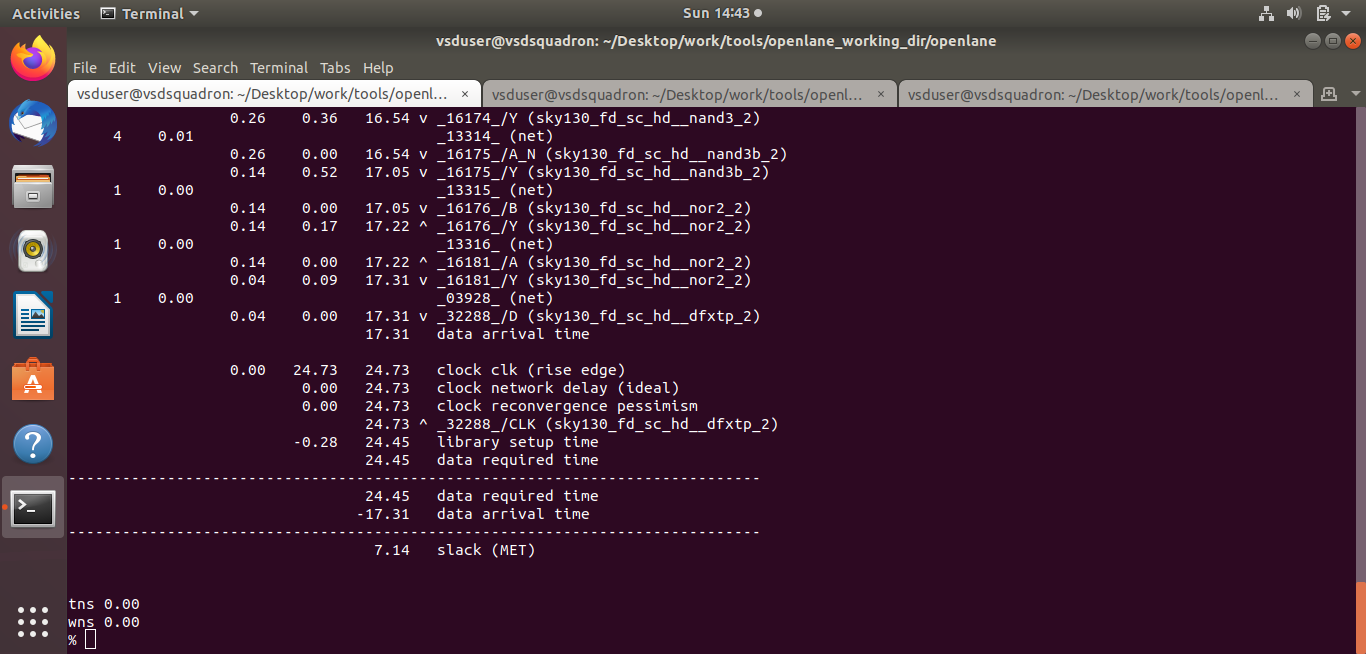 Activities Terminal Sun 14:43
vsduser@vsdsquadron: ~/Desktop/work/tools/openlane_working_dir/openlane
File Edit View Search Terminal Tabs Help
vsduser@vsdsquadron: ~/Desktop/work/tools/openl... × vsduser@vsdsquadron: ~/Desktop/work/tools/openl... × vsduser@vsdsquadron: ~/Desktop/work/tools/openl... ×
0.26 0.36 16.54 v _16174_/Y (sky130_fd_sc_hd__nand3_2)
4 0.01 _13314_ (net)
0.26 0.00 16.54 v _16175_/A_N (sky130_fd_sc_hd__nand3b_2)
0.14 0.52 17.05 v _16175_/Y (sky130_fd_sc_hd__nand3b_2)
1 0.00 _13315_ (net)
0.14 0.00 17.05 v _16176_/B (sky130_fd_sc_hd__nor2_2)
0.14 0.17 17.22 ^ _16176_/Y (sky130_fd_sc_hd__nor2_2)
1 0.00 _13316_ (net)
0.14 0.00 17.22 ^ _16181_/A (sky130_fd_sc_hd__nor2_2)
0.04 0.09 17.31 v _16181_/Y (sky130_fd_sc_hd__nor2_2)
1 0.00 _03928_ (net)
0.04 0.00 17.31 v _32288_/D (sky130_fd_sc_hd__dfxtp_2)
17.31 data arrival time
0.00 24.73 24.73 clock clk (rise edge)
0.00 24.73 clock network delay (ideal)
0.00 24.73 clock reconvergence pessimism
24.73 ^ _32288_/CLK (sky130_fd_sc_hd__dfxtp_2)
-0.28 24.45 library setup time
24.45 data required time
-----------------------------------------------------------------------------
24.45 data required time
-17.31 data arrival time
-----------------------------------------------------------------------------
7.14 slack (MET)
tns 0.00
wns 0.00
%